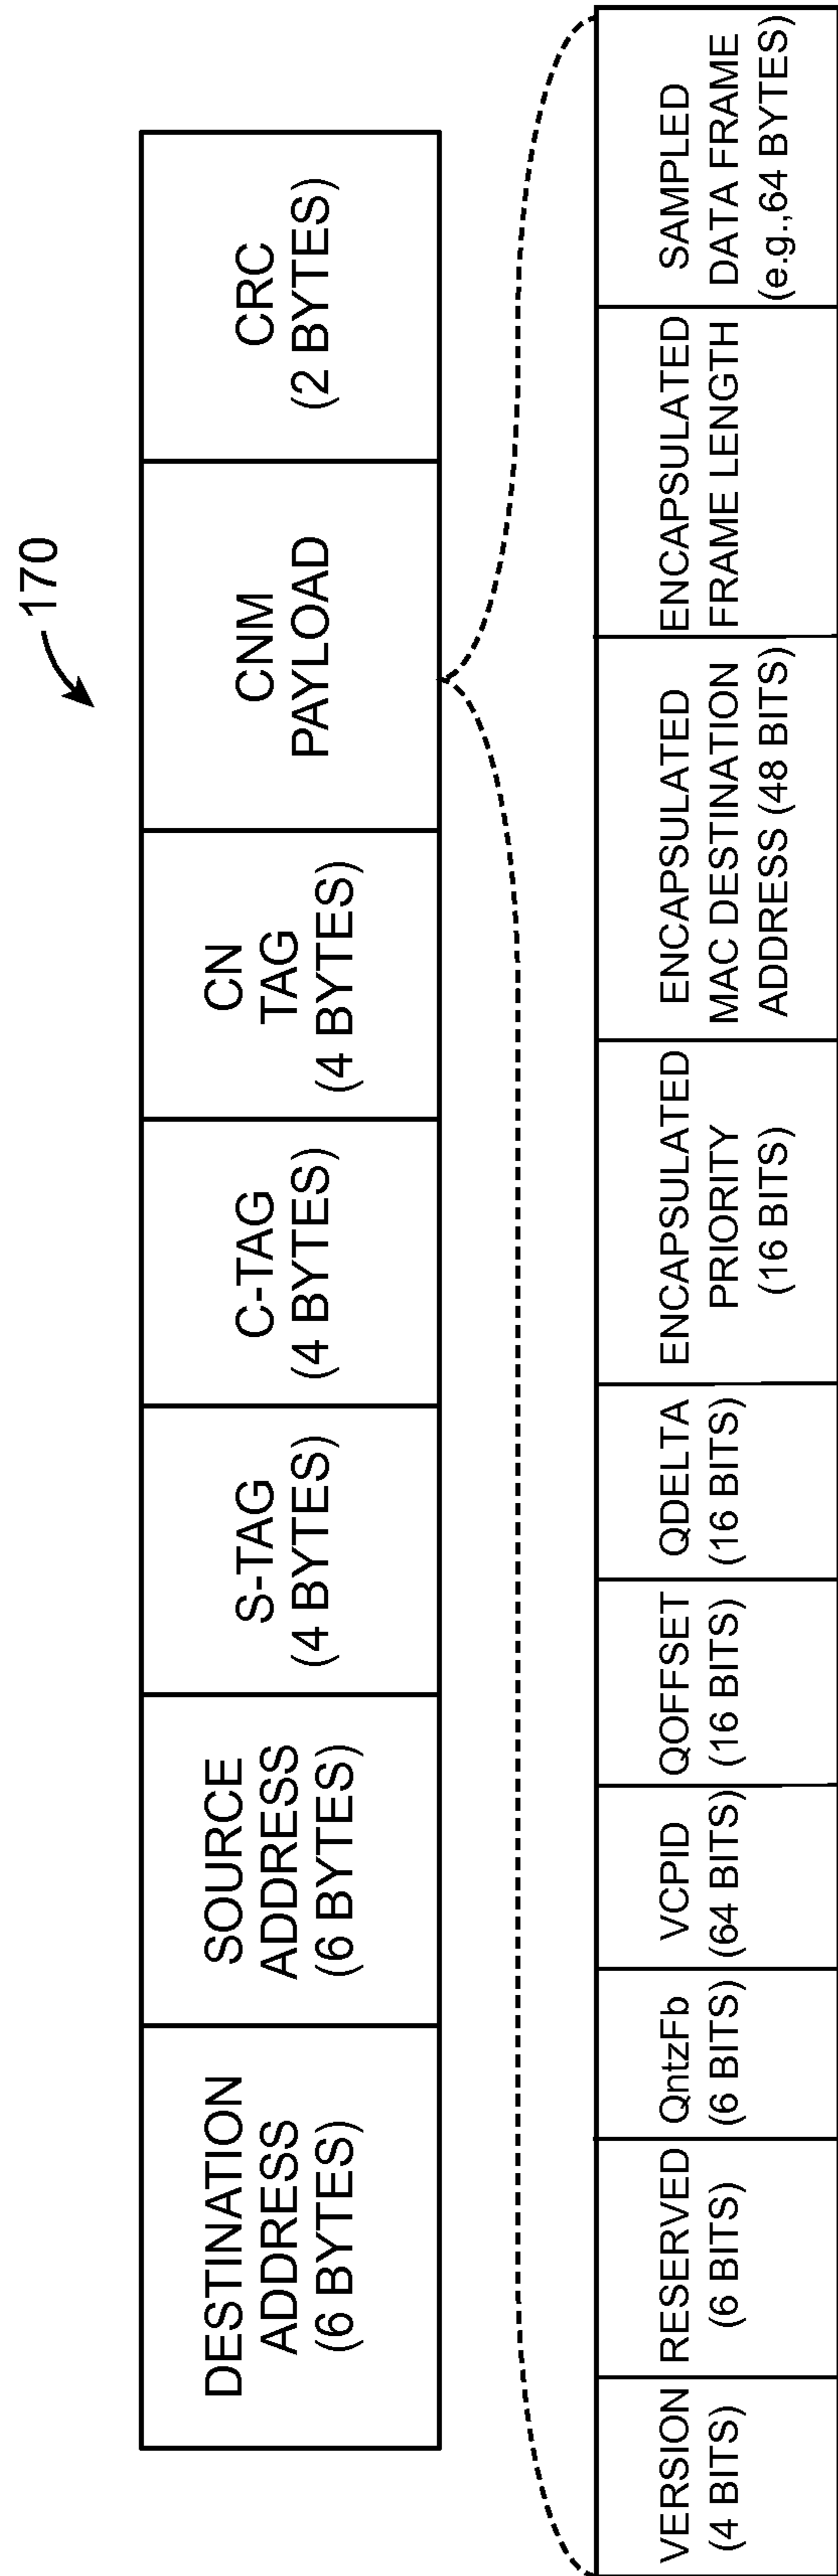 170
DESTINATION
ADDRESS
(6 BYTES)
SOURCE
ADDRESS
(6 BYTES)
S-TAG
(4 BYTES)
C-TAG
(4 BYTES)
CN
TAG
(4 BYTES)
CNM
PAYLOAD
CRC
(2 BYTES)
VERSION
(4 BITS)
RESERVED
(6 BITS)
QntzFb
(6 BITS)
VCPID
(64 BITS)
QOFFSET
(16 BITS)
QDELTA
(16 BITS)
ENCAPSULATED
PRIORITY
(16 BITS)
ENCAPSULATED
MAC DESTINATION
ADDRESS (48 BITS)
ENCAPSULATED
FRAME LENGTH
SAMPLED
DATA FRAME
(e.g.,64 BYTES)